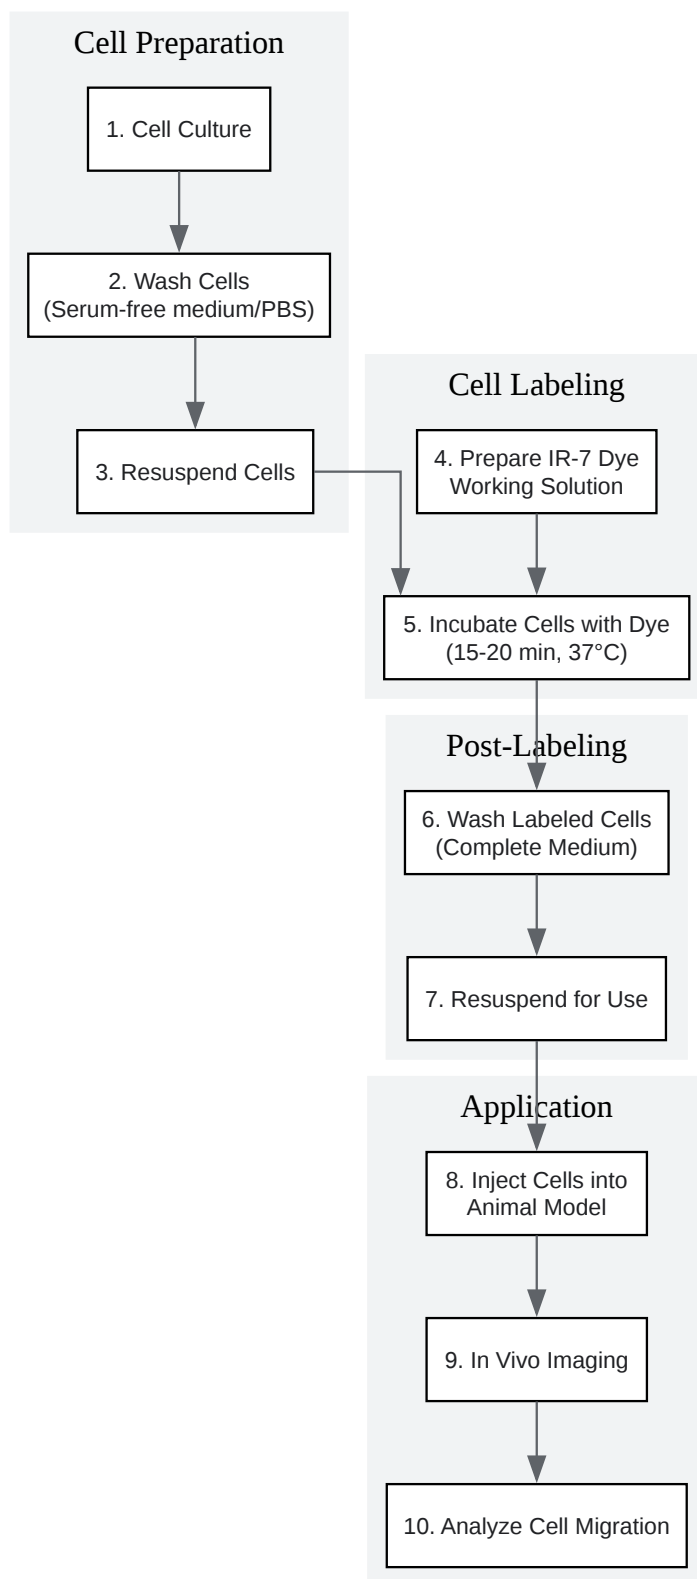 Cell Preparation
1. Cell Culture
2. Wash Cells
(Serum-free medium/PBS)
3. Resuspend Cells
Cell Labeling
4. Prepare IR-7 Dye
Working Solution
5. Incubate Cells with Dye
(15-20 min, 37°C)
Post-Labeling
6. Wash Labeled Cells
(Complete Medium)
7. Resuspend for Use
Application
8. Inject Cells into
Animal Model
9. In Vivo Imaging
10. Analyze Cell Migration